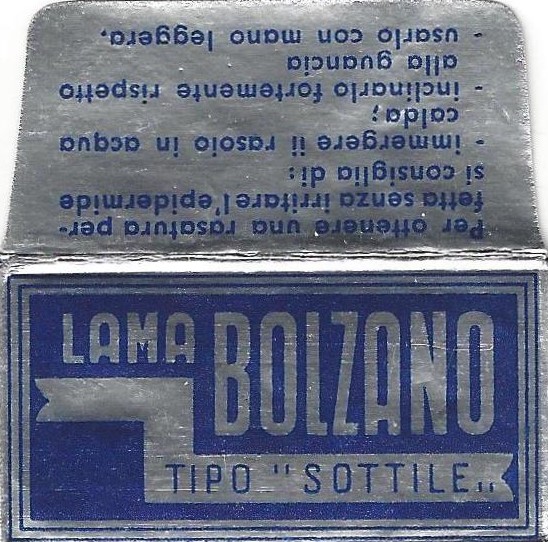 Per ottenere una rasatura per-
fetta senza irritare l'epidermide
si consiglia di:
- immergere il rasoio in acqua
calda;
- inclinarlo fortemente rispetto
alla guancia
- usarlo con mano leggera.
LAMA BOLZANO
TIPO "SOTTILE"